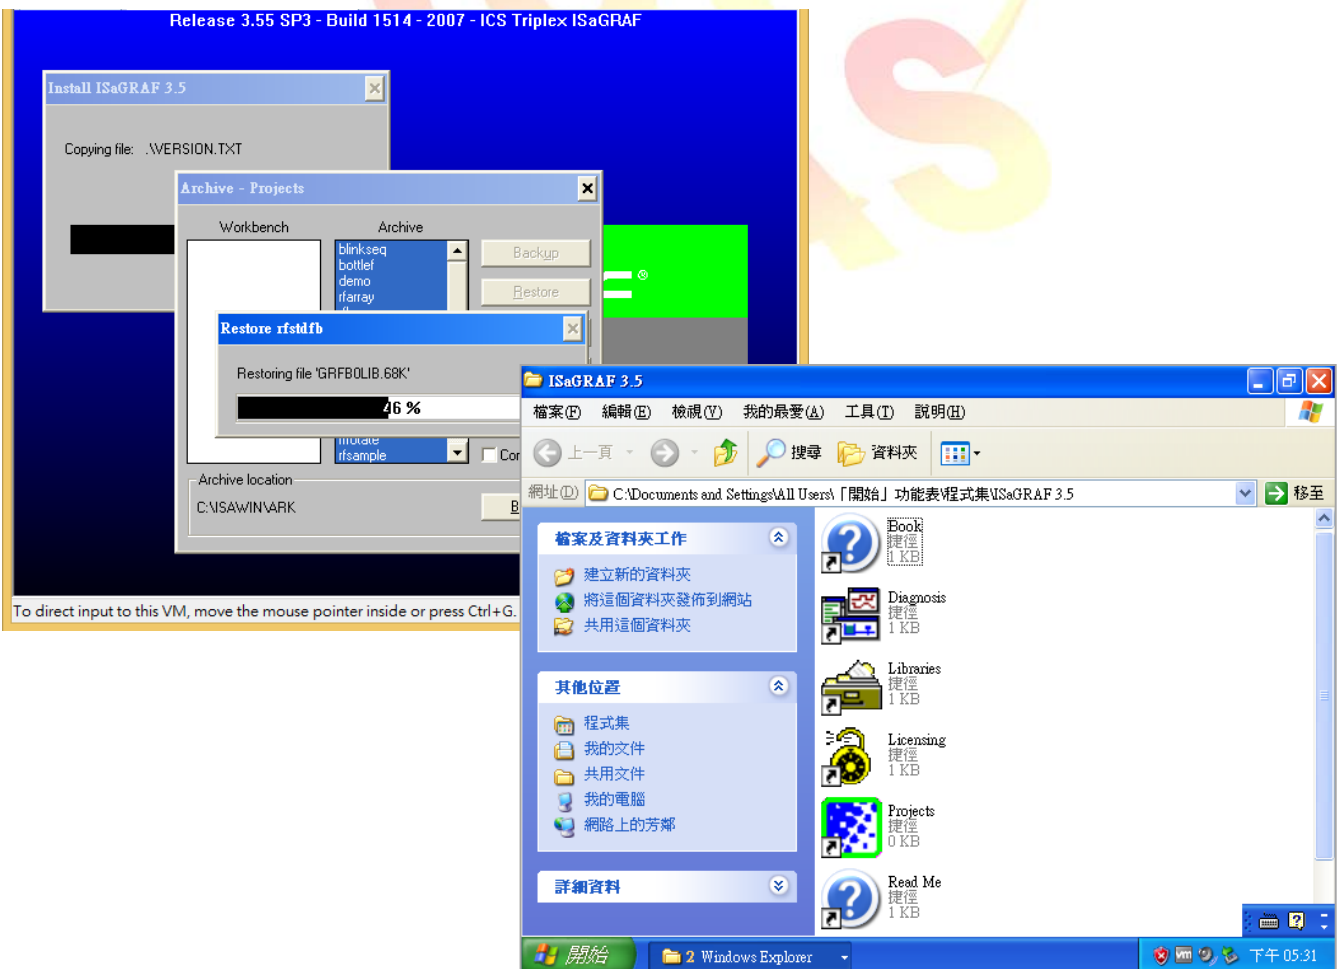 Release 3.55 SP3 - Build 1514 - 2007 - ICS Triplex ISaGRAF
Install ISaGRAF 3.5
Copying file: .\VERSION.TXT
Archive - Projects
Workbench
Archive
blinkseq
bottlef
demo
rfarray
Backup
Restore
®
Restore rfstdfb
Restoring file 'GRFB0LIB.68K'
46 %
rfsample
Archive location
C:\ISAWIN\ARK
To direct input to this VM, move the mouse pointer inside or press Ctrl+G.
ISaGRAF 3.5
檔案(F) 編輯(E) 檢視(V) 我的最愛(A) 工具(T) 說明(H)
上一頁 搜尋 資料夾
網址(D) C:\Documents and Settings\All Users\「開始」功能表\程式集\ISaGRAF 3.5 移至
檔案及資料夾工作
建立新的資料夾
將這個資料夾發佈到網站
共用這個資料夾
其他位置
程式集
我的文件
共用文件
我的電腦
網路上的芳鄰
詳細資料
Book
捷徑
1 KB
Diagnosis
捷徑
1 KB
Libraries
捷徑
1 KB
Licensing
捷徑
1 KB
Projects
捷徑
0 KB
Read Me
捷徑
1 KB
開始
2 Windows Explorer
下午 05:31